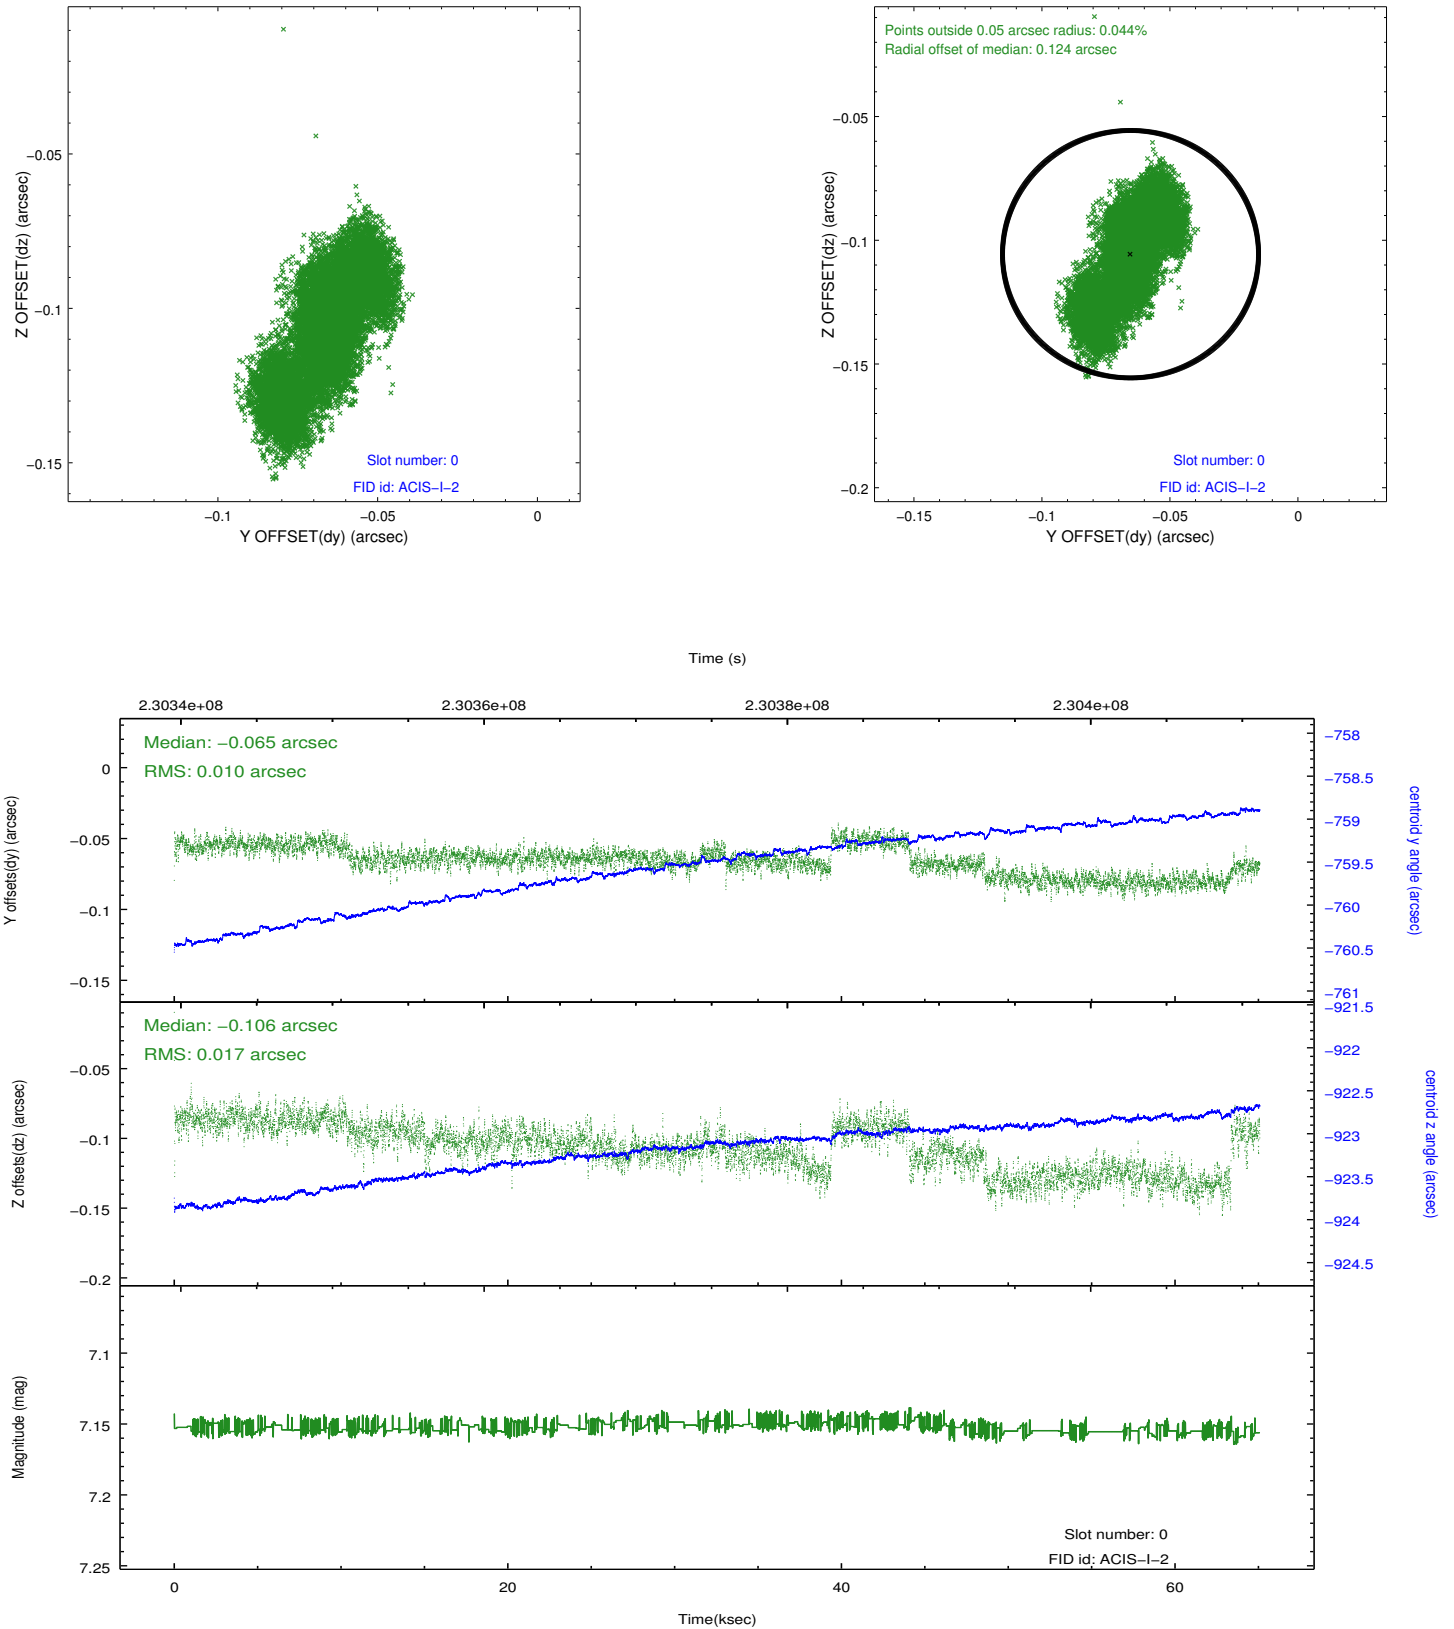 −0.05
−0.1
−0.15
Z OFFSET(dz) (arcsec)
Slot number: 0
FID id: ACIS−I−2
−0.1
−0.05
0
Y OFFSET(dy) (arcsec)
Points outside 0.05 arcsec radius: 0.044%
Radial offset of median: 0.124 arcsec
−0.05
−0.1
−0.15
−0.2
Z OFFSET(dz) (arcsec)
Slot number: 0
FID id: ACIS−I−2
−0.15
−0.1
−0.05
0
Y OFFSET(dy) (arcsec)
Time (s)
2.3034e+08
2.3036e+08
2.3038e+08
2.304e+08
Median: −0.065 arcsec
RMS: 0.010 arcsec
0
−0.05
−0.1
−0.15
Y offsets(dy) (arcsec)
−758
−758.5
−759
−759.5
−760
−760.5
−761
centroid y angle (arcsec)
Median: −0.106 arcsec
RMS: 0.017 arcsec
−0.05
−0.1
−0.15
−0.2
Z offsets(dz) (arcsec)
−921.5
−922
−922.5
−923
−923.5
−924
−924.5
centroid z angle (arcsec)
7.1
7.15
7.2
7.25
Magnitude (mag)
Slot number: 0
FID id: ACIS−I−2
0
20
40
60
Time(ksec)